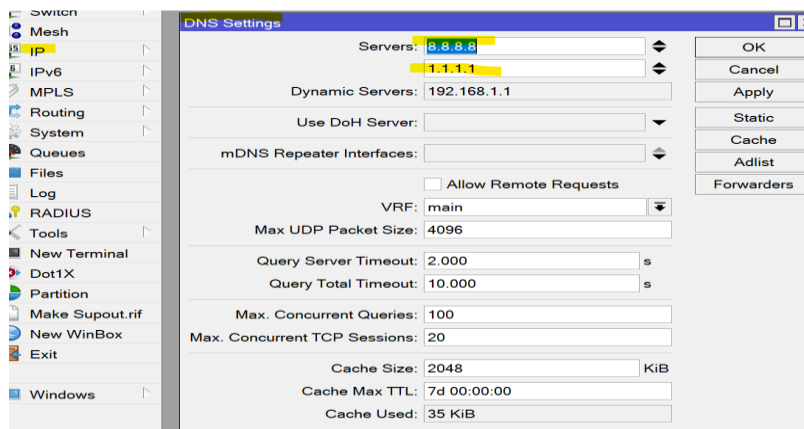 Switch
Mesh
IP
IPv6
MPLS
Routing
System
Queues
Files
Log
RADIUS
Tools
New Terminal
Dot1X
Partition
Make Supout.rif
New WinBox
Exit
Windows
DNS Settings
Servers: 8.8.8.8
1.1.1.1
Dynamic Servers: 192.168.1.1
Use DoH Server:
mDNS Repeater Interfaces:
Allow Remote Requests
VRF: main
Max UDP Packet Size: 4096
Query Server Timeout: 2.000 s
Query Total Timeout: 10.000 s
Max. Concurrent Queries: 100
Max. Concurrent TCP Sessions: 20
Cache Size: 2048 KiB
Cache Max TTL: 7d 00:00:00
Cache Used: 35 KiB
OK
Cancel
Apply
Static
Cache
Adlist
Forwarders